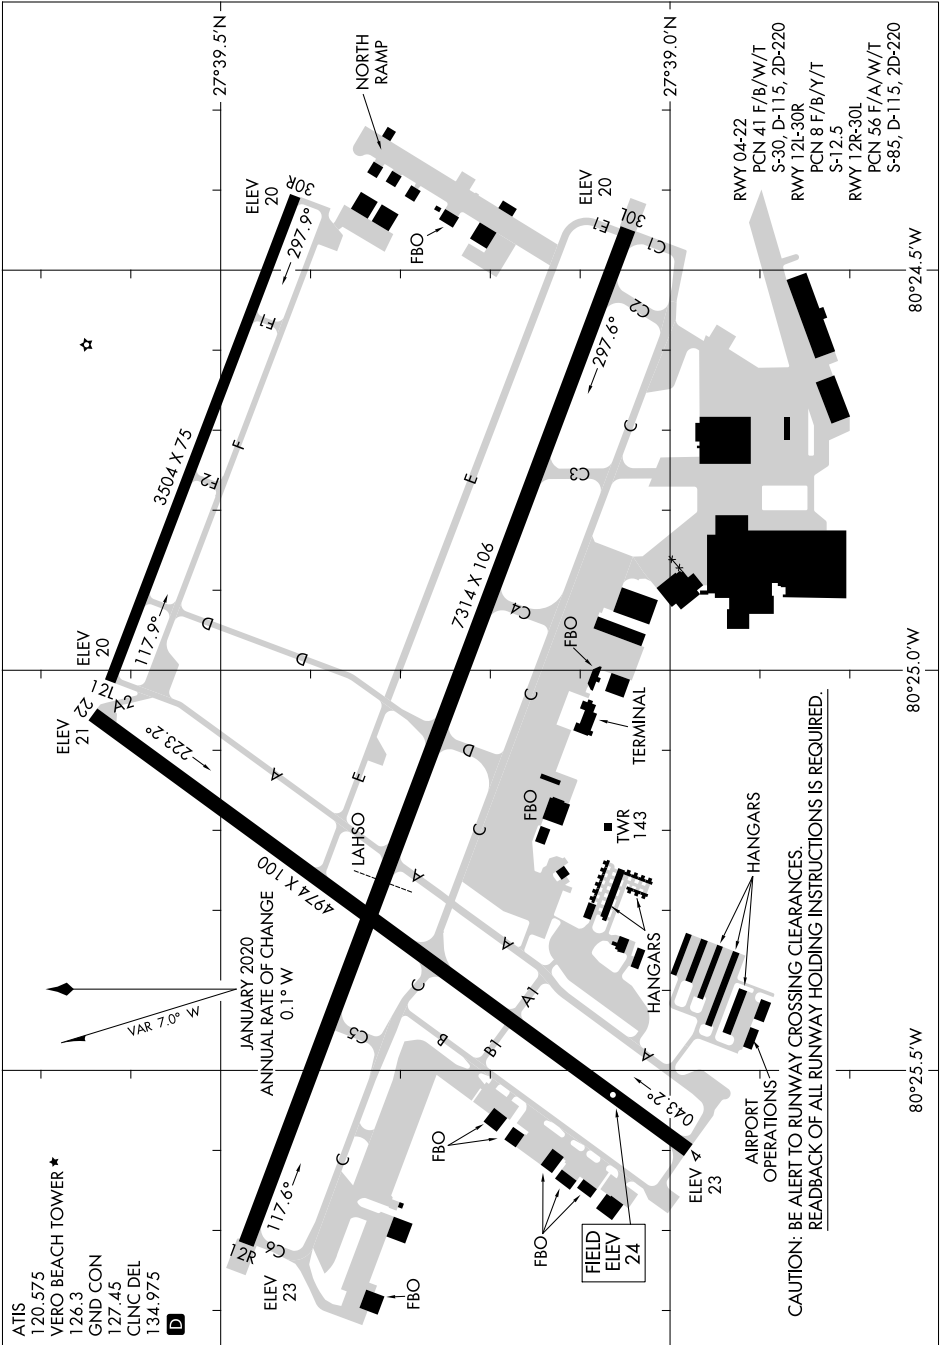 ATIS
120.575
VERO BEACH TOWER ★
126.3
GND CON
127.45
CLNC DEL
134.975
D
27°39.5'N
27°39.0'N
NORTH
RAMP
RWY 04-22
PCN 41 F/B/W/T
S-30, D-115, 2D-220
RWY 12L-30R
PCN 8 F/B/Y/T
S-12.5
RWY 12R-30L
PCN 56 F/A/W/T
S-85, D-115, 2D-220
ELEV
20
30R
297.9°
FBO
ELEV
20
30L
E1
C1
C2
297.6°
80°24.5'W
F1
F
F2
3504 X 75
E
C
C3
7314 X 106
C4
D
D
117.9°
ELEV
20
12L
A2
22
ELEV
21
223.2°
A
E
LAHSO
A
4974 X 100
FBO
C
TERMINAL
D
C
FBO
TWR
143
80°25.0'W
HANGARS
HANGARS
A
A1
C
B
B1
C5
A
JANUARY 2020
ANNUAL RATE OF CHANGE
0.1° W
VAR 7.0° W
043.2°
4
ELEV
23
AIRPORT
OPERATIONS
80°25.5'W
FBO
FBO
FIELD
ELEV
24
C
117.6°
12R
C6
ELEV
23
FBO
CAUTION: BE ALERT TO RUNWAY CROSSING CLEARANCES.
READBACK OF ALL RUNWAY HOLDING INSTRUCTIONS IS REQUIRED.